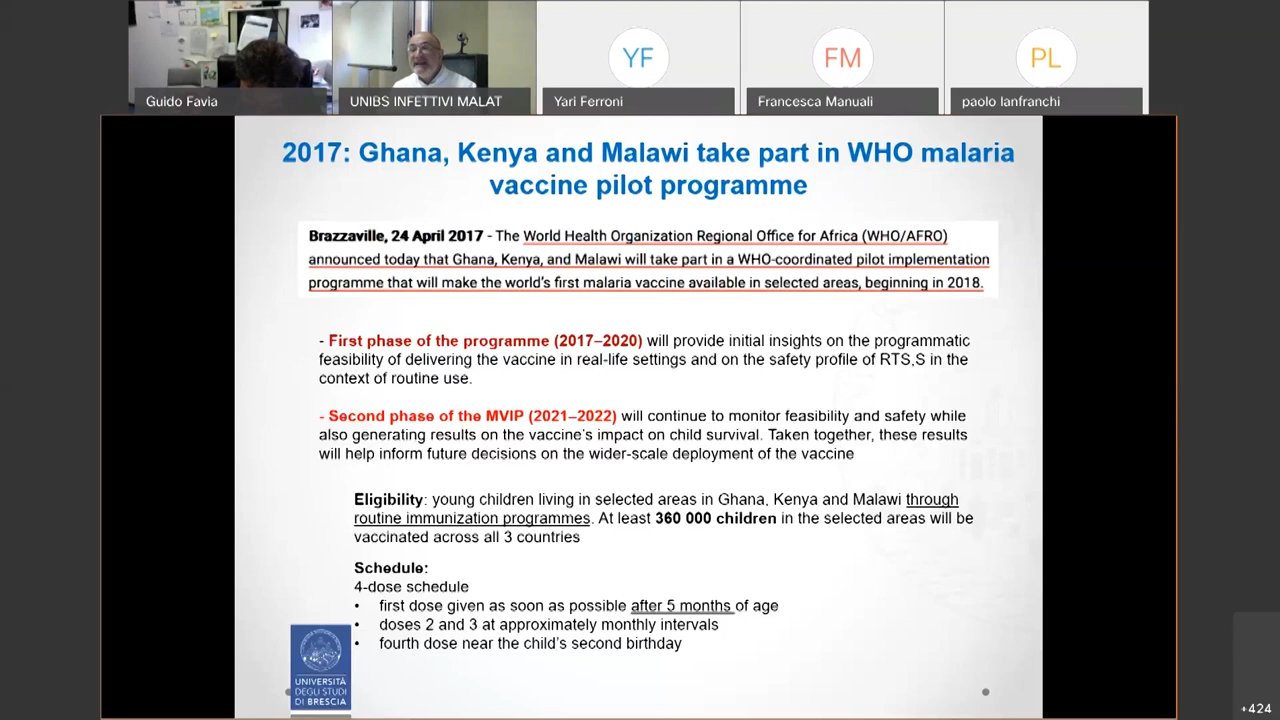 YF
FM
PL
Guido Favia
UNIBS INFETTIVI MALAT
Yari Ferroni
Francesca Manuali
paolo lanfranchi
2017: Ghana, Kenya and Malawi take part in WHO malaria
vaccine pilot programme
Brazzaville, 24 April 2017 - The World Health Organization Regional Office for Africa (WHO/AFRO)
announced today that Ghana, Kenya, and Malawi will take part in a WHO-coordinated pilot implementation
programme that will make the world's first malaria vaccine available in selected areas, beginning in 2018.
- First phase of the programme (2017–2020) will provide initial insights on the programmatic
feasibility of delivering the vaccine in real-life settings and on the safety profile of RTS,S in the
context of routine use.
- Second phase of the MVIP (2021–2022) will continue to monitor feasibility and safety while
also generating results on the vaccine's impact on child survival. Taken together, these results
will help inform future decisions on the wider-scale deployment of the vaccine
Eligibility: young children living in selected areas in Ghana, Kenya and Malawi through
routine immunization programmes. At least 360 000 children in the selected areas will be
vaccinated across all 3 countries
Schedule:
4-dose schedule
• first dose given as soon as possible after 5 months of age
• doses 2 and 3 at approximately monthly intervals
• fourth dose near the child's second birthday
UNIVERSITÀ
DEGLI STUDI
DI BRESCIA
+424